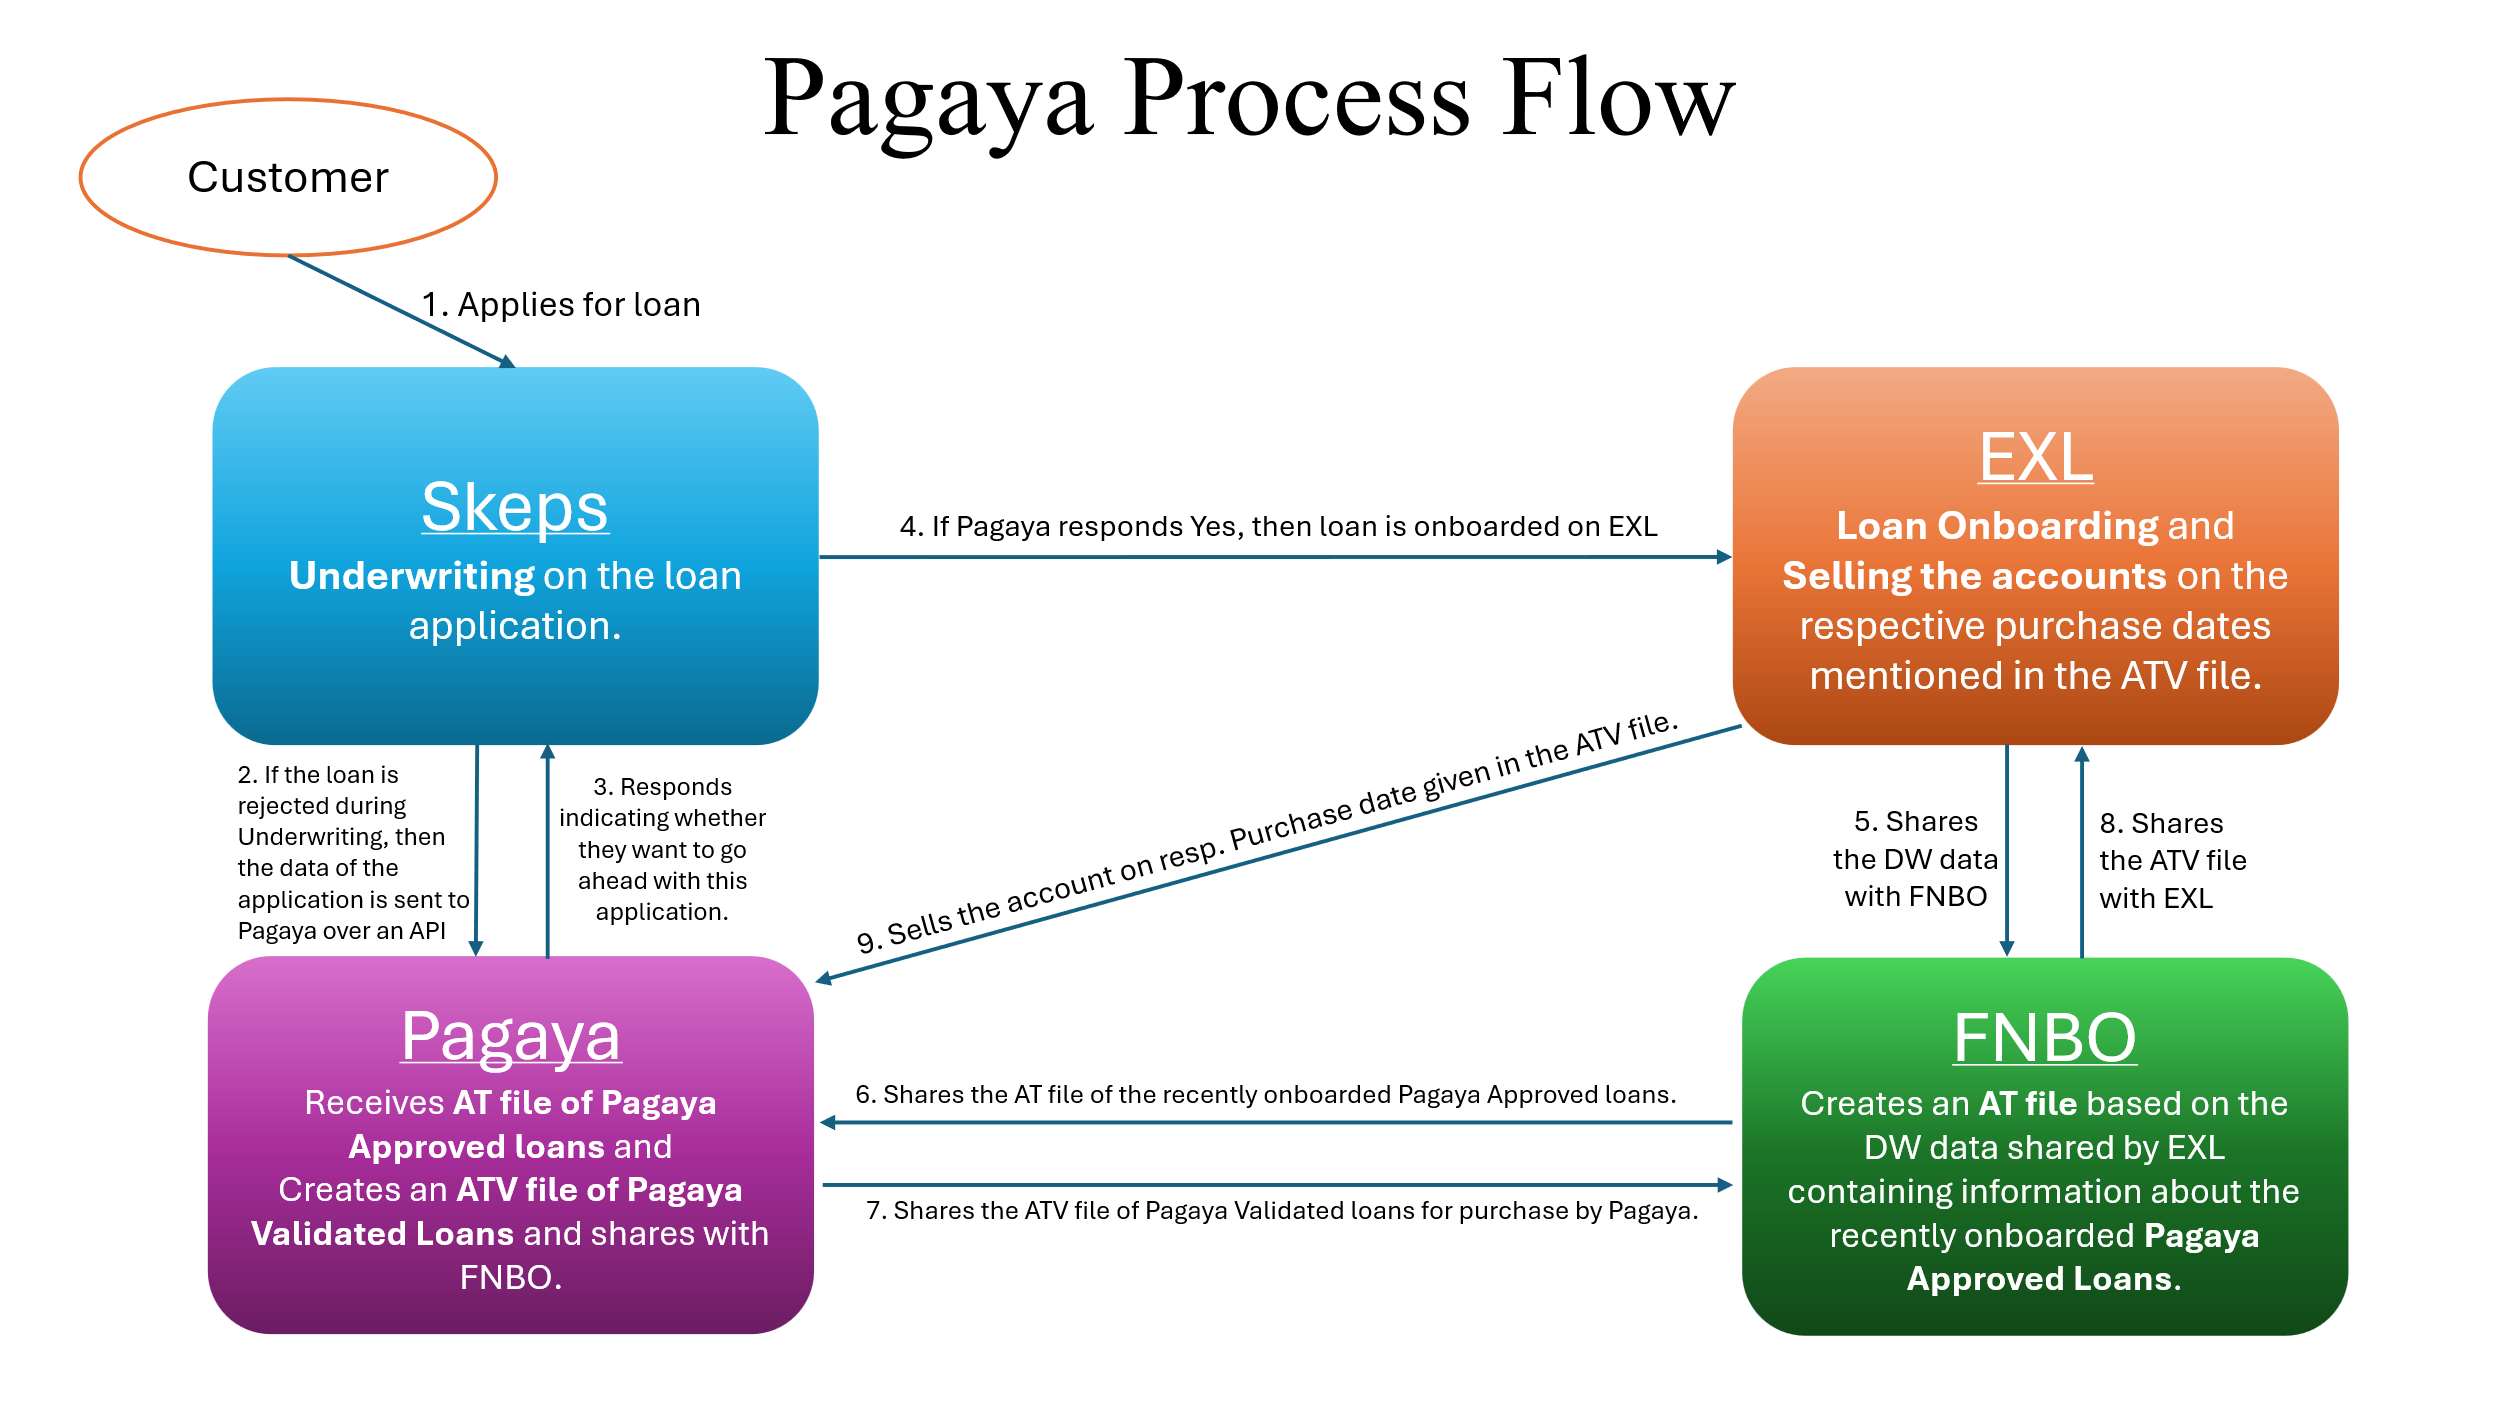 Pagaya Process Flow
Customer
1. Applies for loan
Skeps
Underwriting on the loan
application.
4. If Pagaya responds Yes, then loan is onboarded on EXL
EXL
Loan Onboarding and
Selling the accounts on the
respective purchase dates
mentioned in the ATV file.
2. If the loan is
rejected during
Underwriting, then
the data of the
application is sent to
Pagaya over an API
3. Responds
indicating whether
they want to go
ahead with this
application.
9. Sells the account on resp. Purchase date given in the ATV file.
5. Shares
the DW data
with FNBO
8. Shares
the ATV file
with EXL
Pagaya
Receives AT file of Pagaya
Approved loans and
Creates an ATV file of Pagaya
Validated Loans and shares with
FNBO.
6. Shares the AT file of the recently onboarded Pagaya Approved loans.
7. Shares the ATV file of Pagaya Validated loans for purchase by Pagaya.
FNBO
Creates an AT file based on the
DW data shared by EXL
containing information about the
recently onboarded Pagaya
Approved Loans.